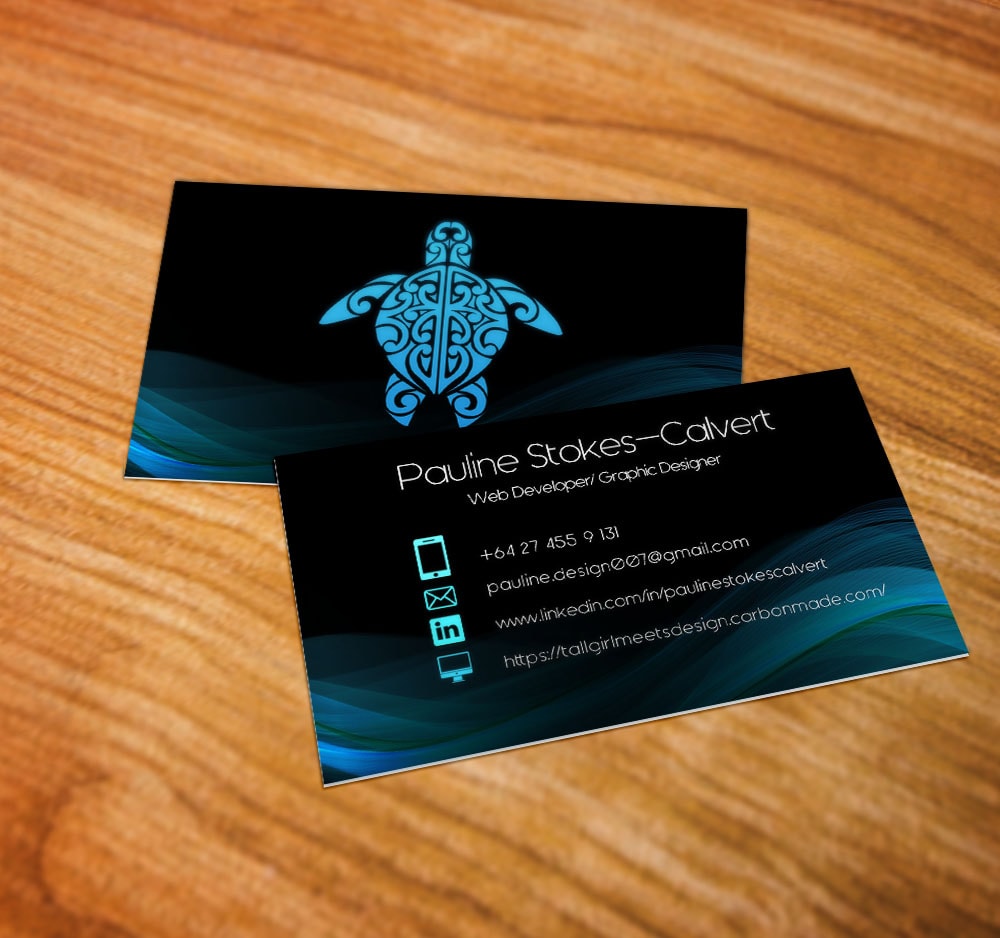 Pauline Stokes-Calvert
Web Developer/ Graphic Designer
+64 27 455 9 131
pauline.design007@gmail.com
in
www.linkedin.com/in/paulinestokescalvert
https://tallgirlmeetsdesign.carbonmade.com/